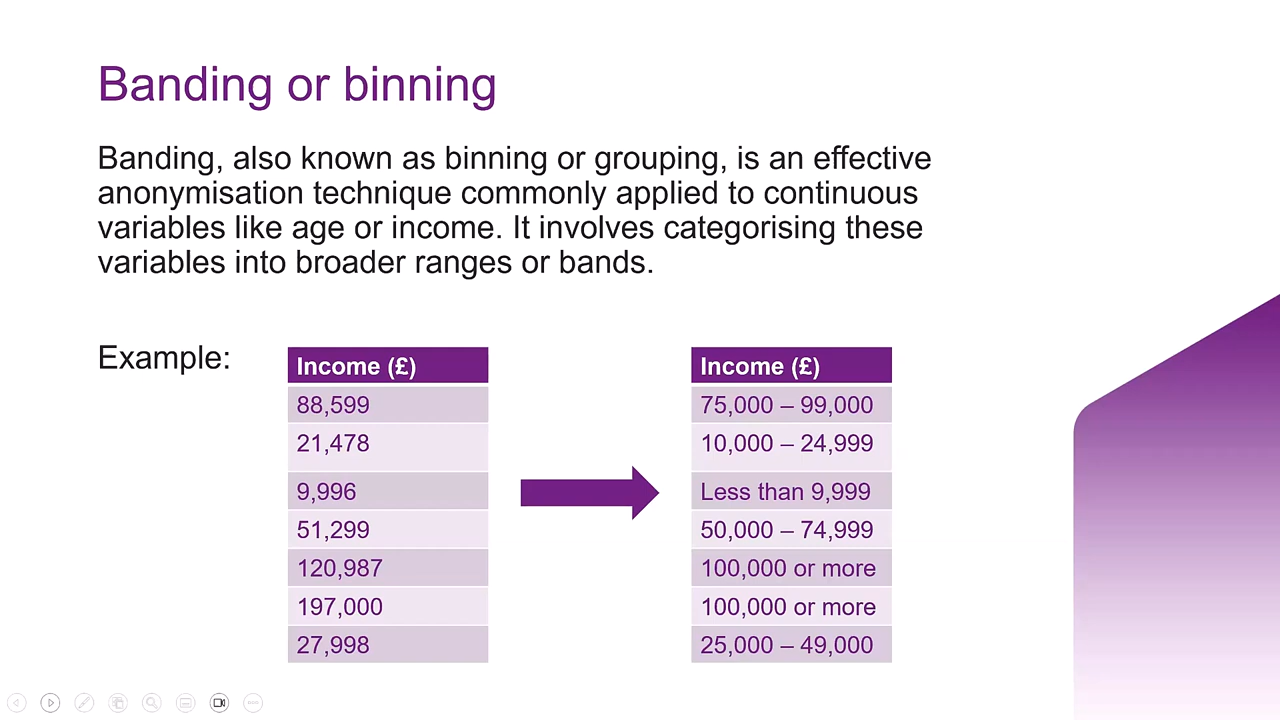 Banding or binning
Banding, also known as binning or grouping, is an effective
anonymisation technique commonly applied to continuous
variables like age or income. It involves categorising these
variables into broader ranges or bands.
Example:
Income (£)
88,599
21,478
9,996
51,299
120,987
197,000
27,998
Income (£)
75,000 – 99,000
10,000 – 24,999
Less than 9,999
50,000 – 74,999
100,000 or more
100,000 or more
25,000 – 49,000